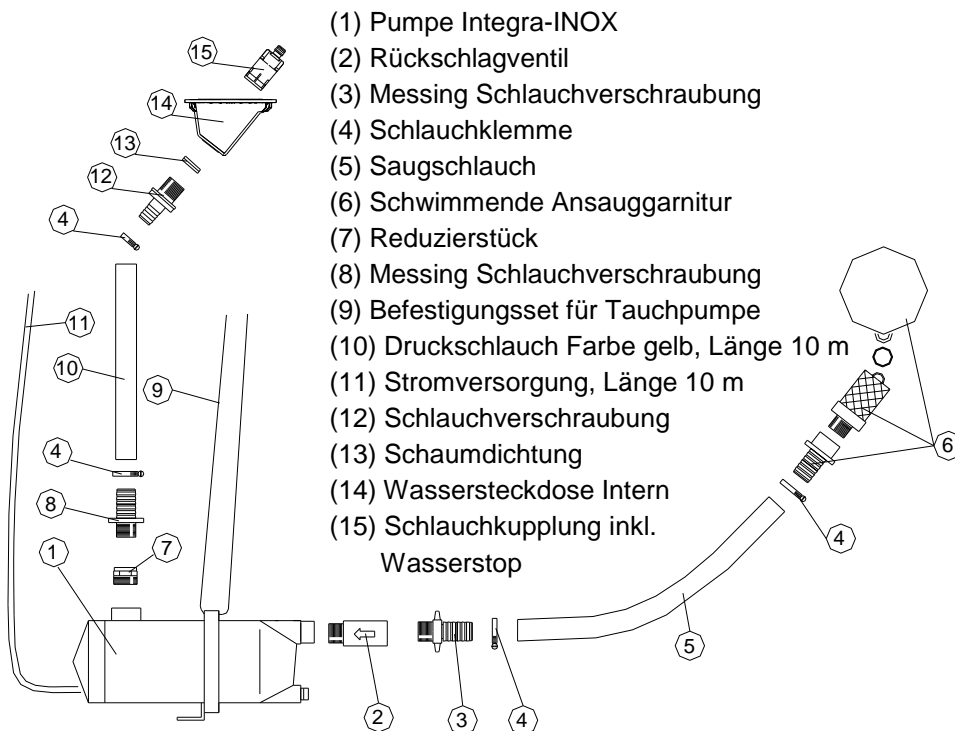 (1) Pumpe Integra-INOX
(2) Rückschlagventil
(3) Messing Schlauchverschraubung
(4) Schlauchklemme
(5) Saugschlauch
(6) Schwimmende Ansauggarnitur
(7) Reduzierstück
(8) Messing Schlauchverschraubung
(9) Befestigungsset für Tauchpumpe
(10) Druckschlauch Farbe gelb, Länge 10 m
(11) Stromversorgung, Länge 10 m
(12) Schlauchverschraubung
(13) Schaumdichtung
(14) Wassersteckdose Intern
(15) Schlauchkupplung inkl.
Wasserstop
15
14
13
12
4
11
10
9
4
8
7
1
2
3
4
5
4
6